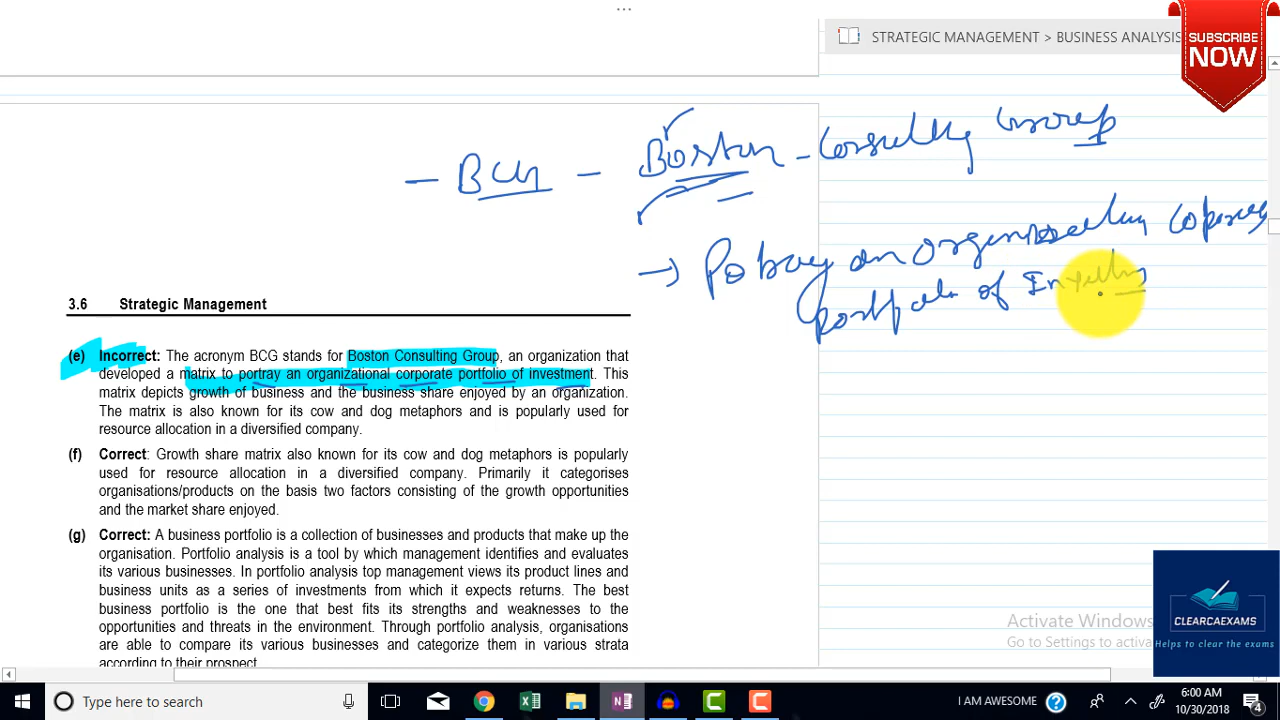 STRATEGIC MANAGEMENT > BUSINESS ANALYSIS
SUBSCRIBE
NOW
- BCG - Boston - Consulting Group
→ Potray an organisational
of
3.6 Strategic Management
(e) Incorrect: The acronym BCG stands for Boston Consulting Group, an organization that
developed a matrix to portray an organizational corporate portfolio of investment. This
matrix depicts growth of business and the business share enjoyed by an organization.
The matrix is also known for its cow and dog metaphors and is popularly used for
resource allocation in a diversified company.
(f) Correct: Growth share matrix also known for its cow and dog metaphors is popularly
used for resource allocation in a diversified company. Primarily it categorises
organisations/products on the basis two factors consisting of the growth opportunities
and the market share enjoyed.
(g) Correct: A business portfolio is a collection of businesses and products that make up the
organisation. Portfolio analysis is a tool by which management identifies and evaluates
its various businesses. In portfolio analysis top management views its product lines and
business units as a series of investments from which it expects returns. The best
business portfolio is the one that best fits its strengths and weaknesses to the
opportunities and threats in the environment. Through portfolio analysis, organisations
are able to compare its various businesses and categorize them in various strata
according to their prospect.
CLEARCAEXAMS
Helps to clear the exams
Activate Windows
Go to Settings to activa
Type here to search
I AM AWESOME
6:00 AM
10/30/2018
4